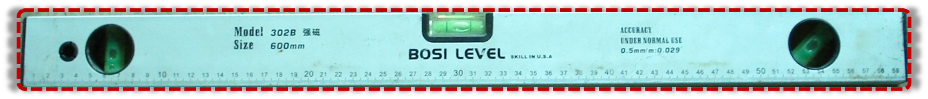 Model 302B 强磁
Size 600mm
BOSI LEVEL SKILL IN U.S.A
ACCURACY
UNDER NORMAL USE
0.5mm/m:0.029°
2 3 4 5 6 7 8 9 10 11 12 13 14 15 16 17 18 19 20 21 22 23 24 25 26 27 28 29 30 31 32 33 34 35 36 37 38 39 40 41 42 43 44 45 46 47 48 49 50 51 52 53 54 55 56 57 58 59